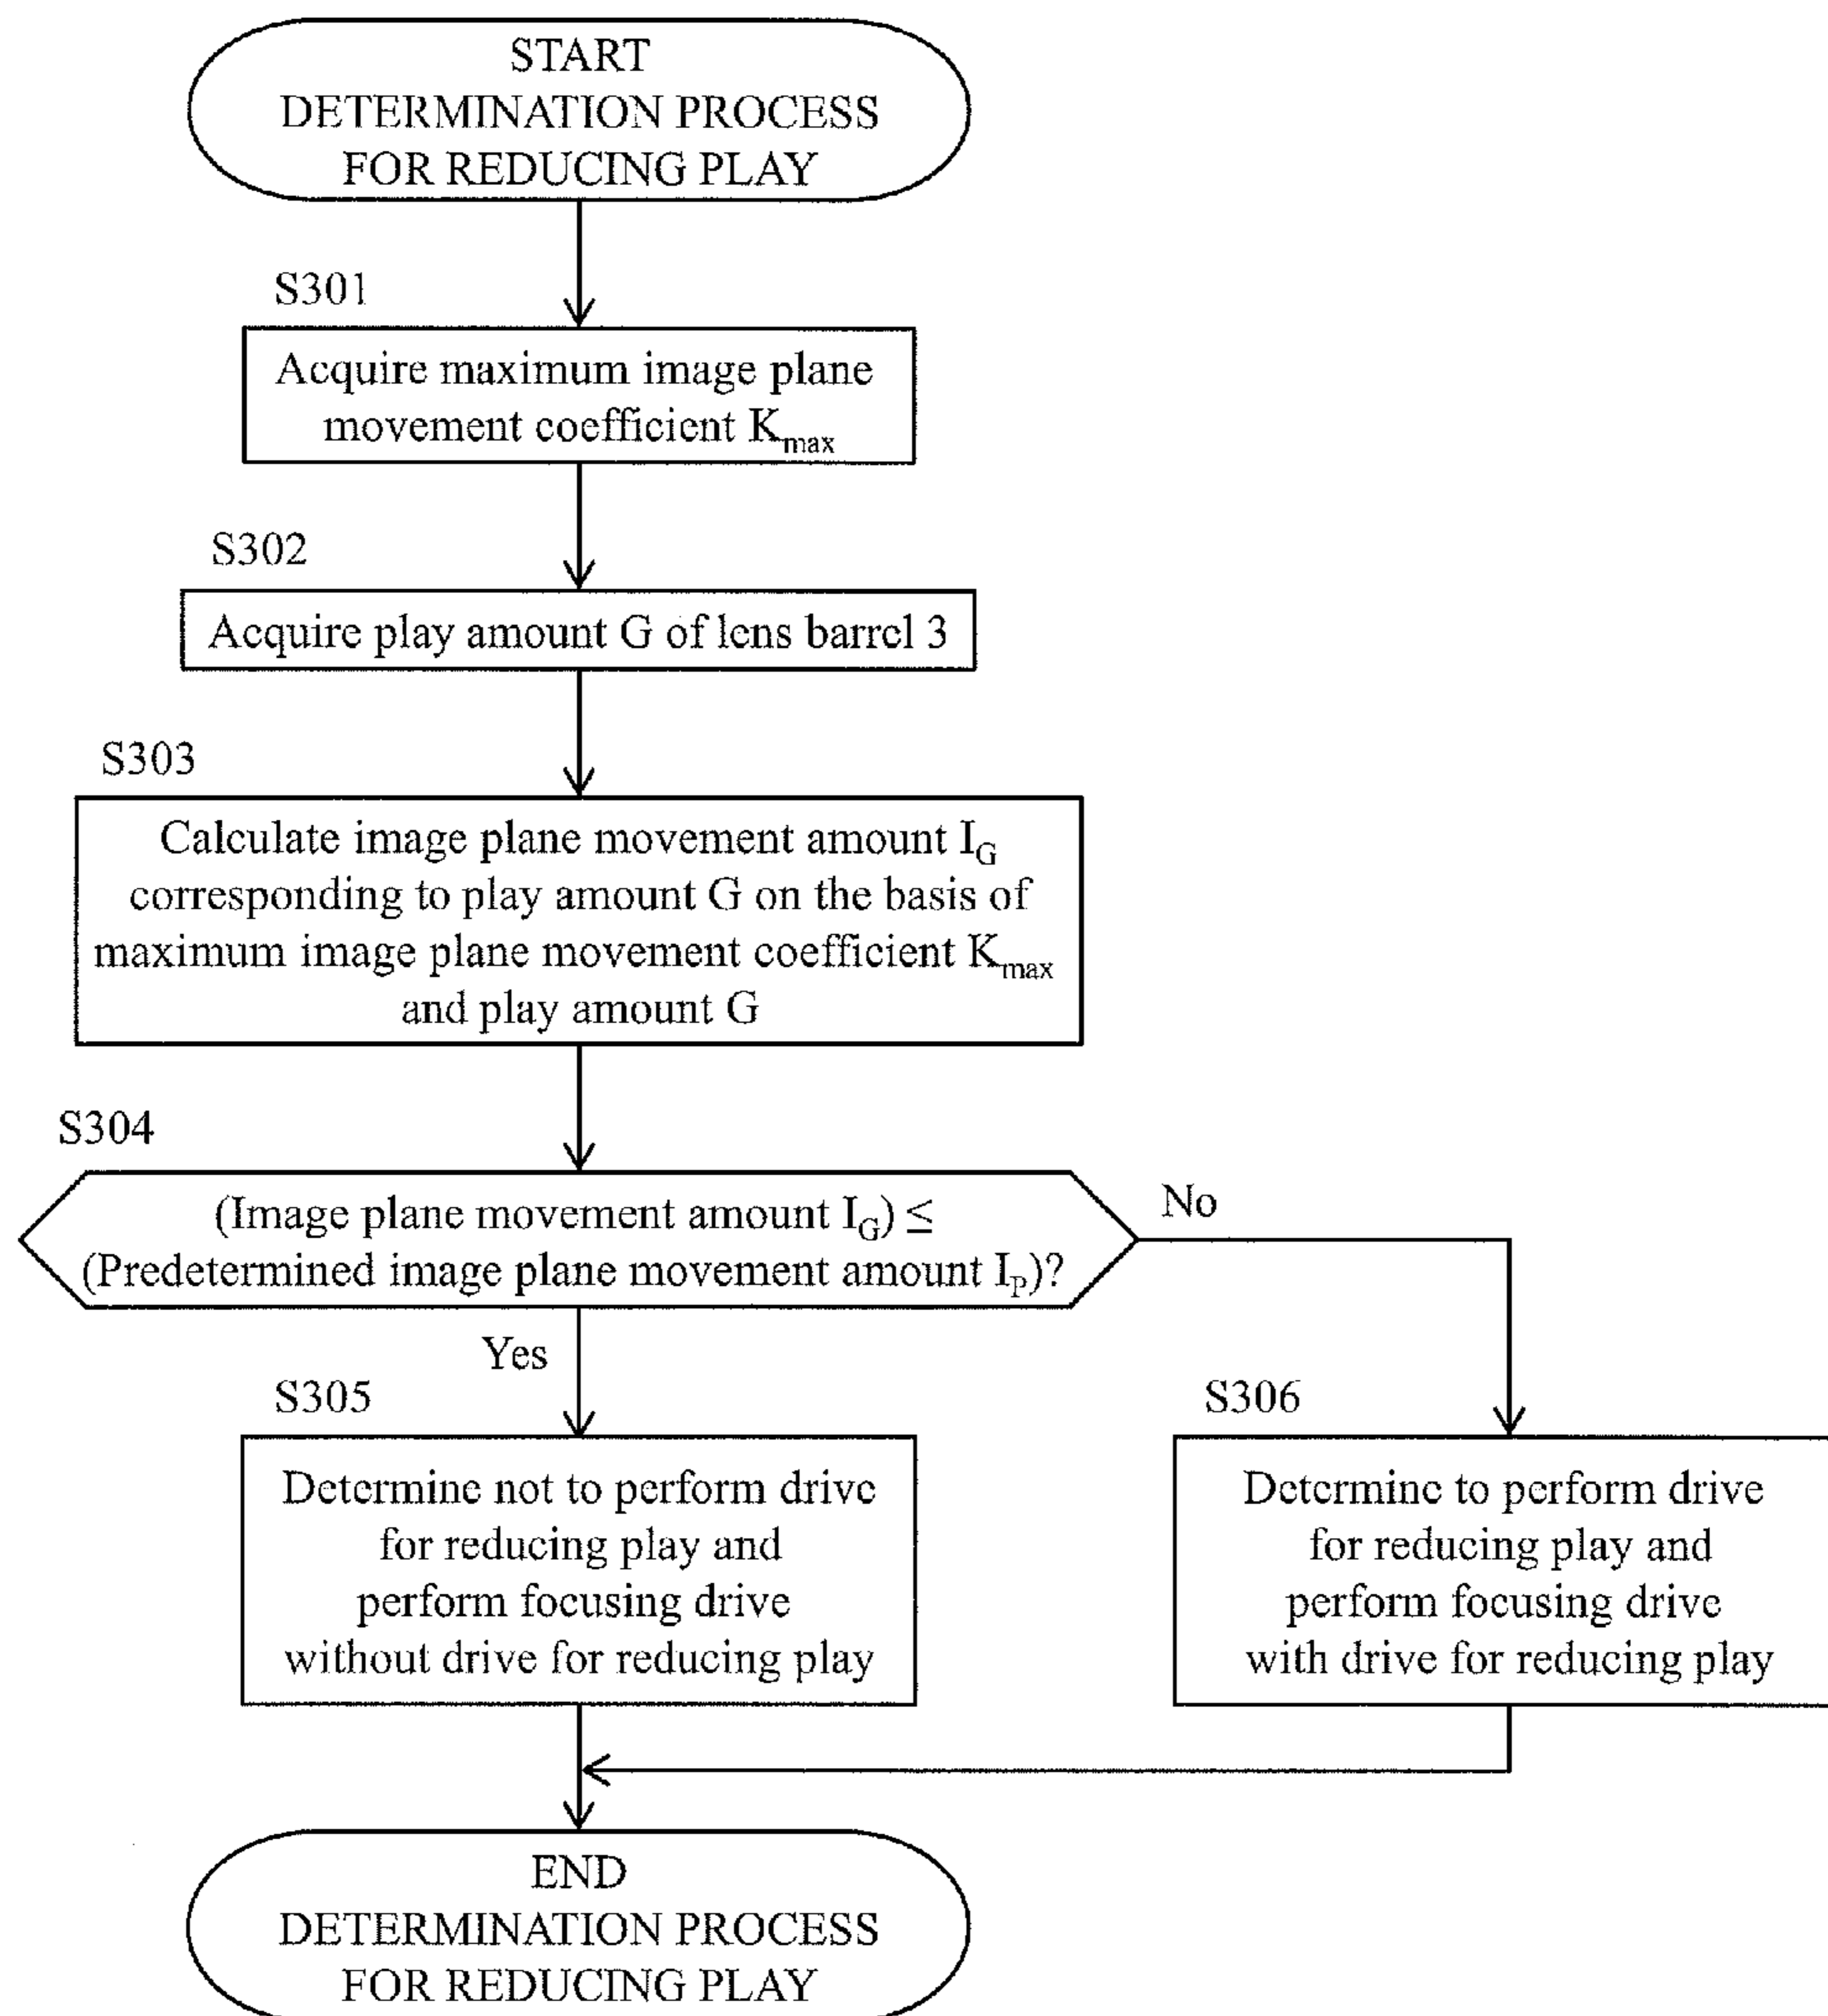 START
DETERMINATION PROCESS
FOR REDUCING PLAY
S301
Acquire maximum image plane
movement coefficient Kmax
S302
Acquire play amount G of lens barrel 3
S303
Calculate image plane movement amount IG
corresponding to play amount G on the basis of
maximum image plane movement coefficient Kmax
and play amount G
S304
(Image plane movement amount IG) ≤
(Predetermined image plane movement amount IP)?
No
Yes
S305
Determine not to perform drive
for reducing play and
perform focusing drive
without drive for reducing play
S306
Determine to perform drive
for reducing play and
perform focusing drive
with drive for reducing play
END
DETERMINATION PROCESS
FOR REDUCING PLAY